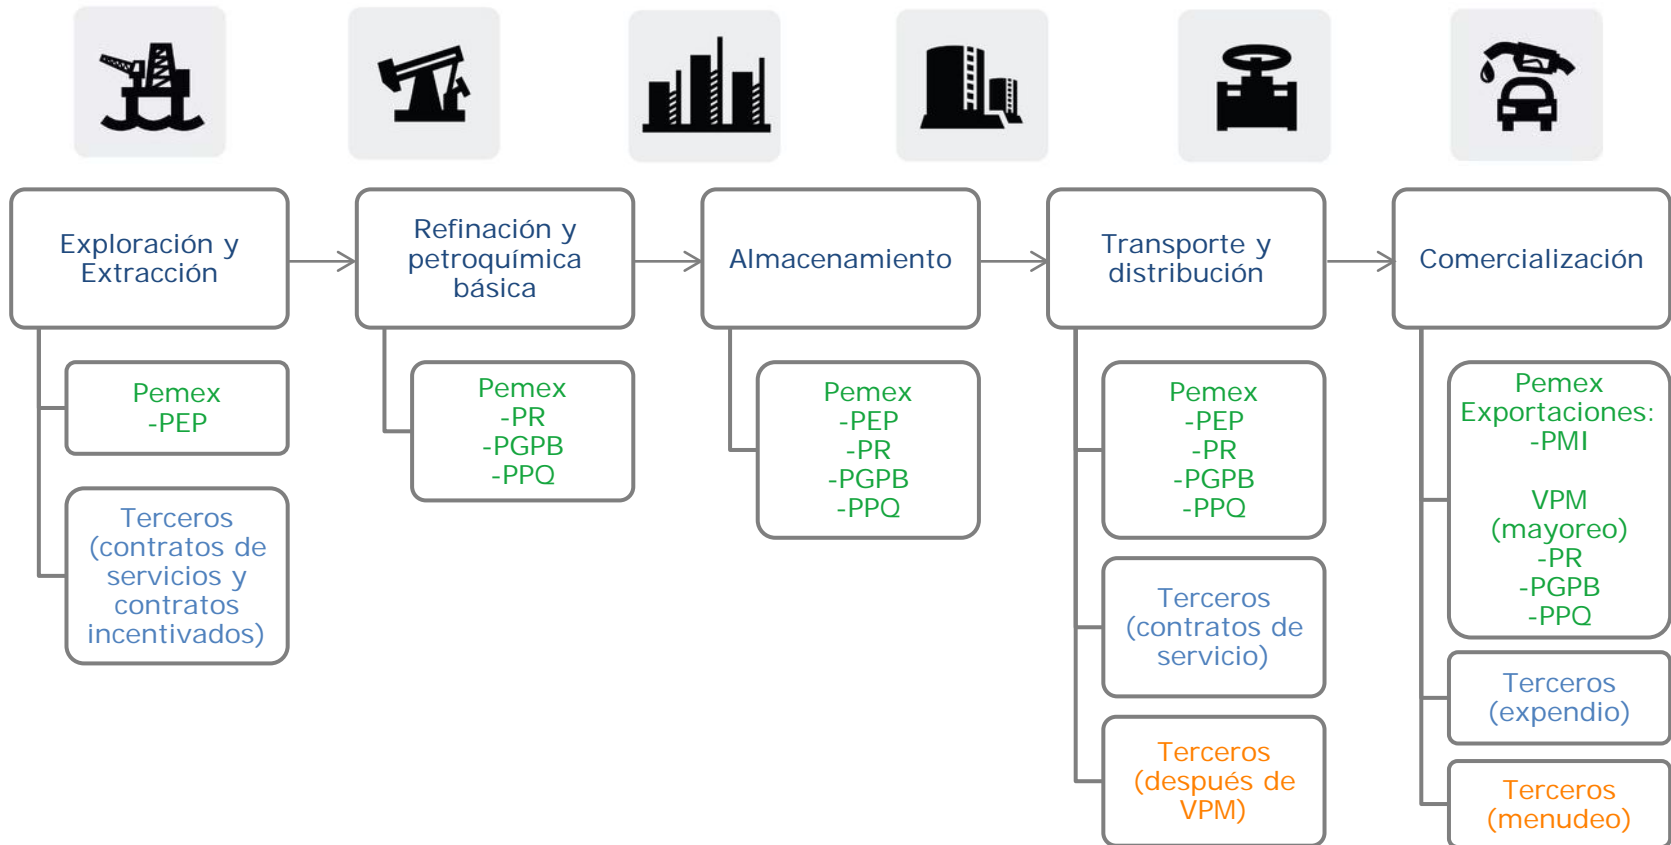 Exploración y
Extracción
Refinación y
petroquímica
básica
Almacenamiento
Transporte y
distribución
Comercialización
Pemex
-PEP
Terceros
(contratos de
servicios y
contratos
incentivados)
Pemex
-PR
-PGPB
-PPQ
Pemex
-PEP
-PR
-PGPB
-PPQ
Pemex
-PEP
-PR
-PGPB
-PPQ
Terceros
(contratos de
servicio)
Terceros
(después de
VPM)
Pemex
Exportaciones:
-PMI
VPM
(mayoreo)
-PR
-PGPB
-PPQ
Terceros
(expendio)
Terceros
(menudeo)